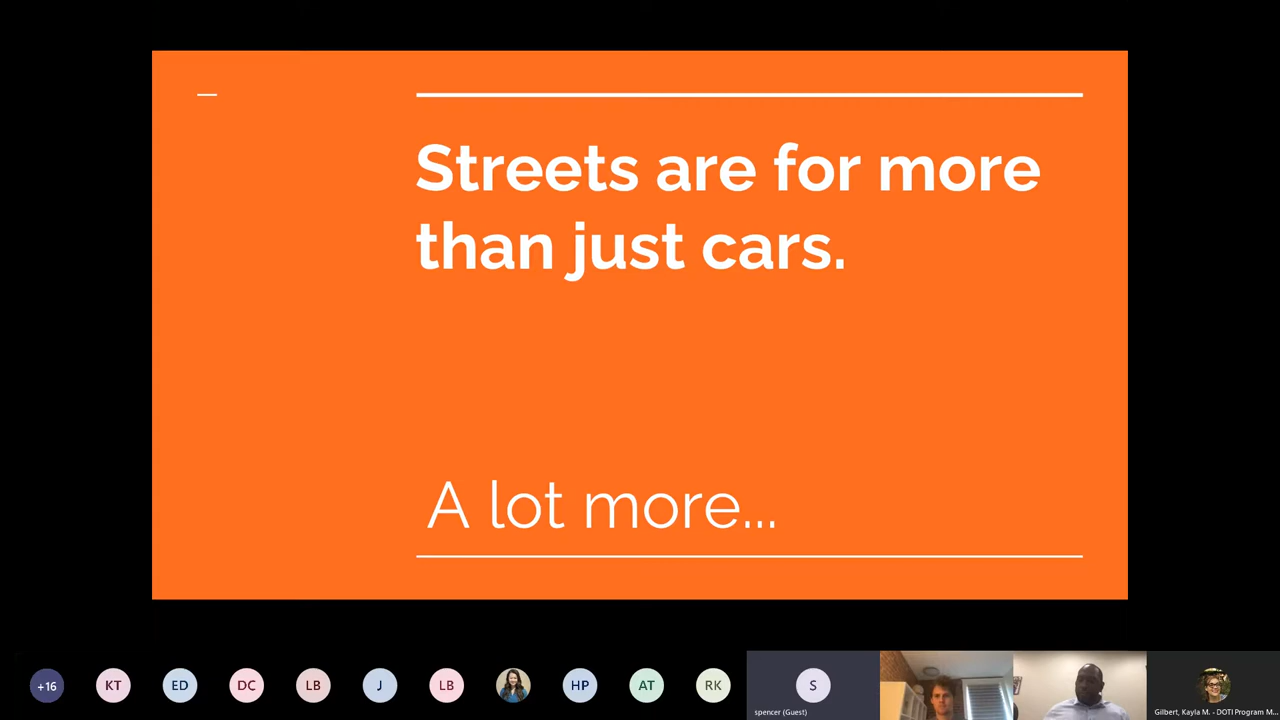 Streets are for more
than just cars.
A lot more...
+16
KT
ED
DC
LB
J
LB
HP
AT
RK
S
spencer (Guest)
Gilbert, Kayla M. - DOTI Program M...